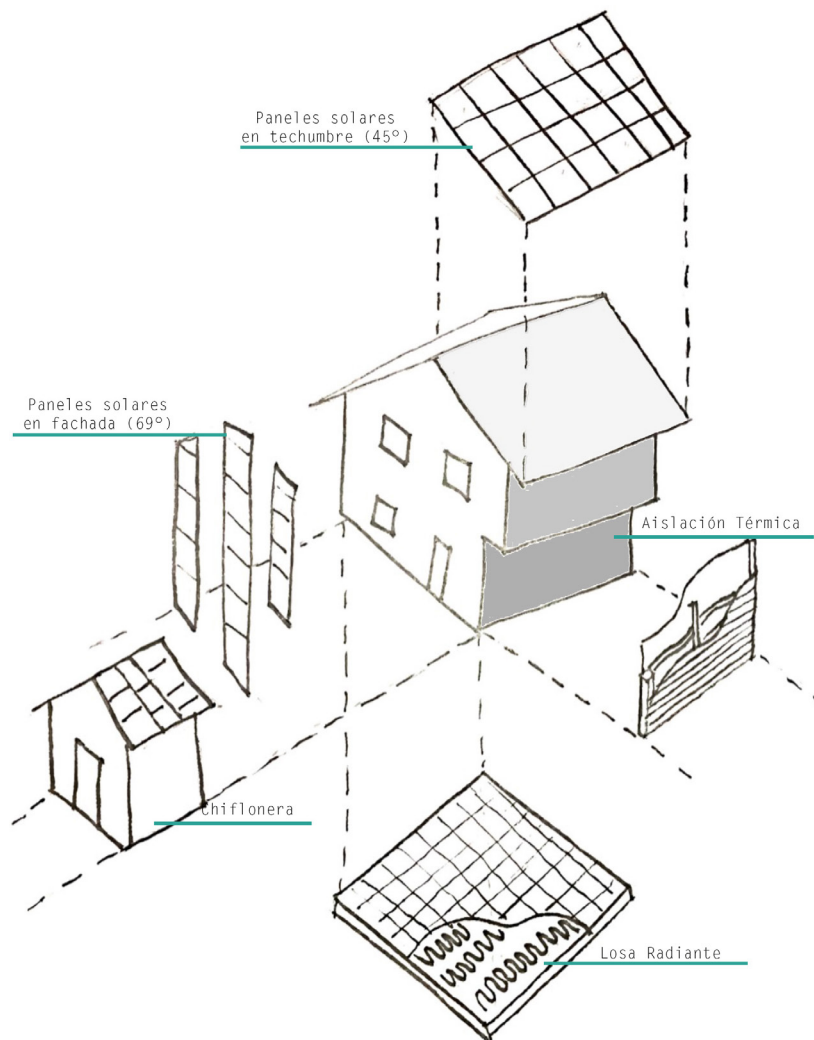 Paneles solares
en techumbre (45°)
Paneles solares
en fachada (69°)
Aislación Térmica
Chiflonera
Losa Radiante